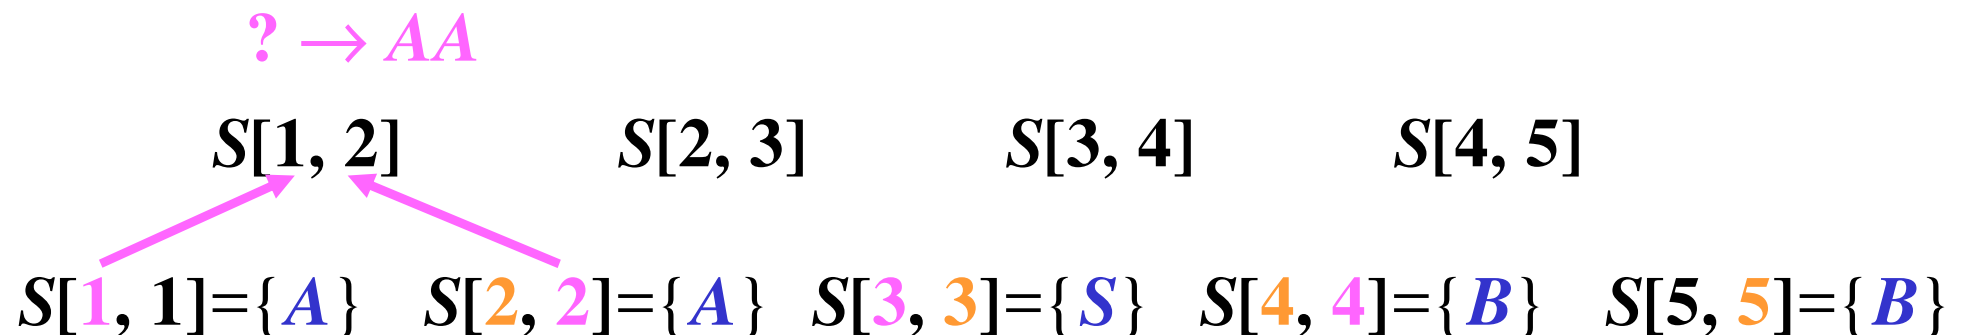 ? → AA
S[1, 2] S[2, 3] S[3, 4] S[4, 5]
S[1, 1]={A} S[2, 2]={A} S[3, 3]={S} S[4, 4]={B} S[5, 5]={B}